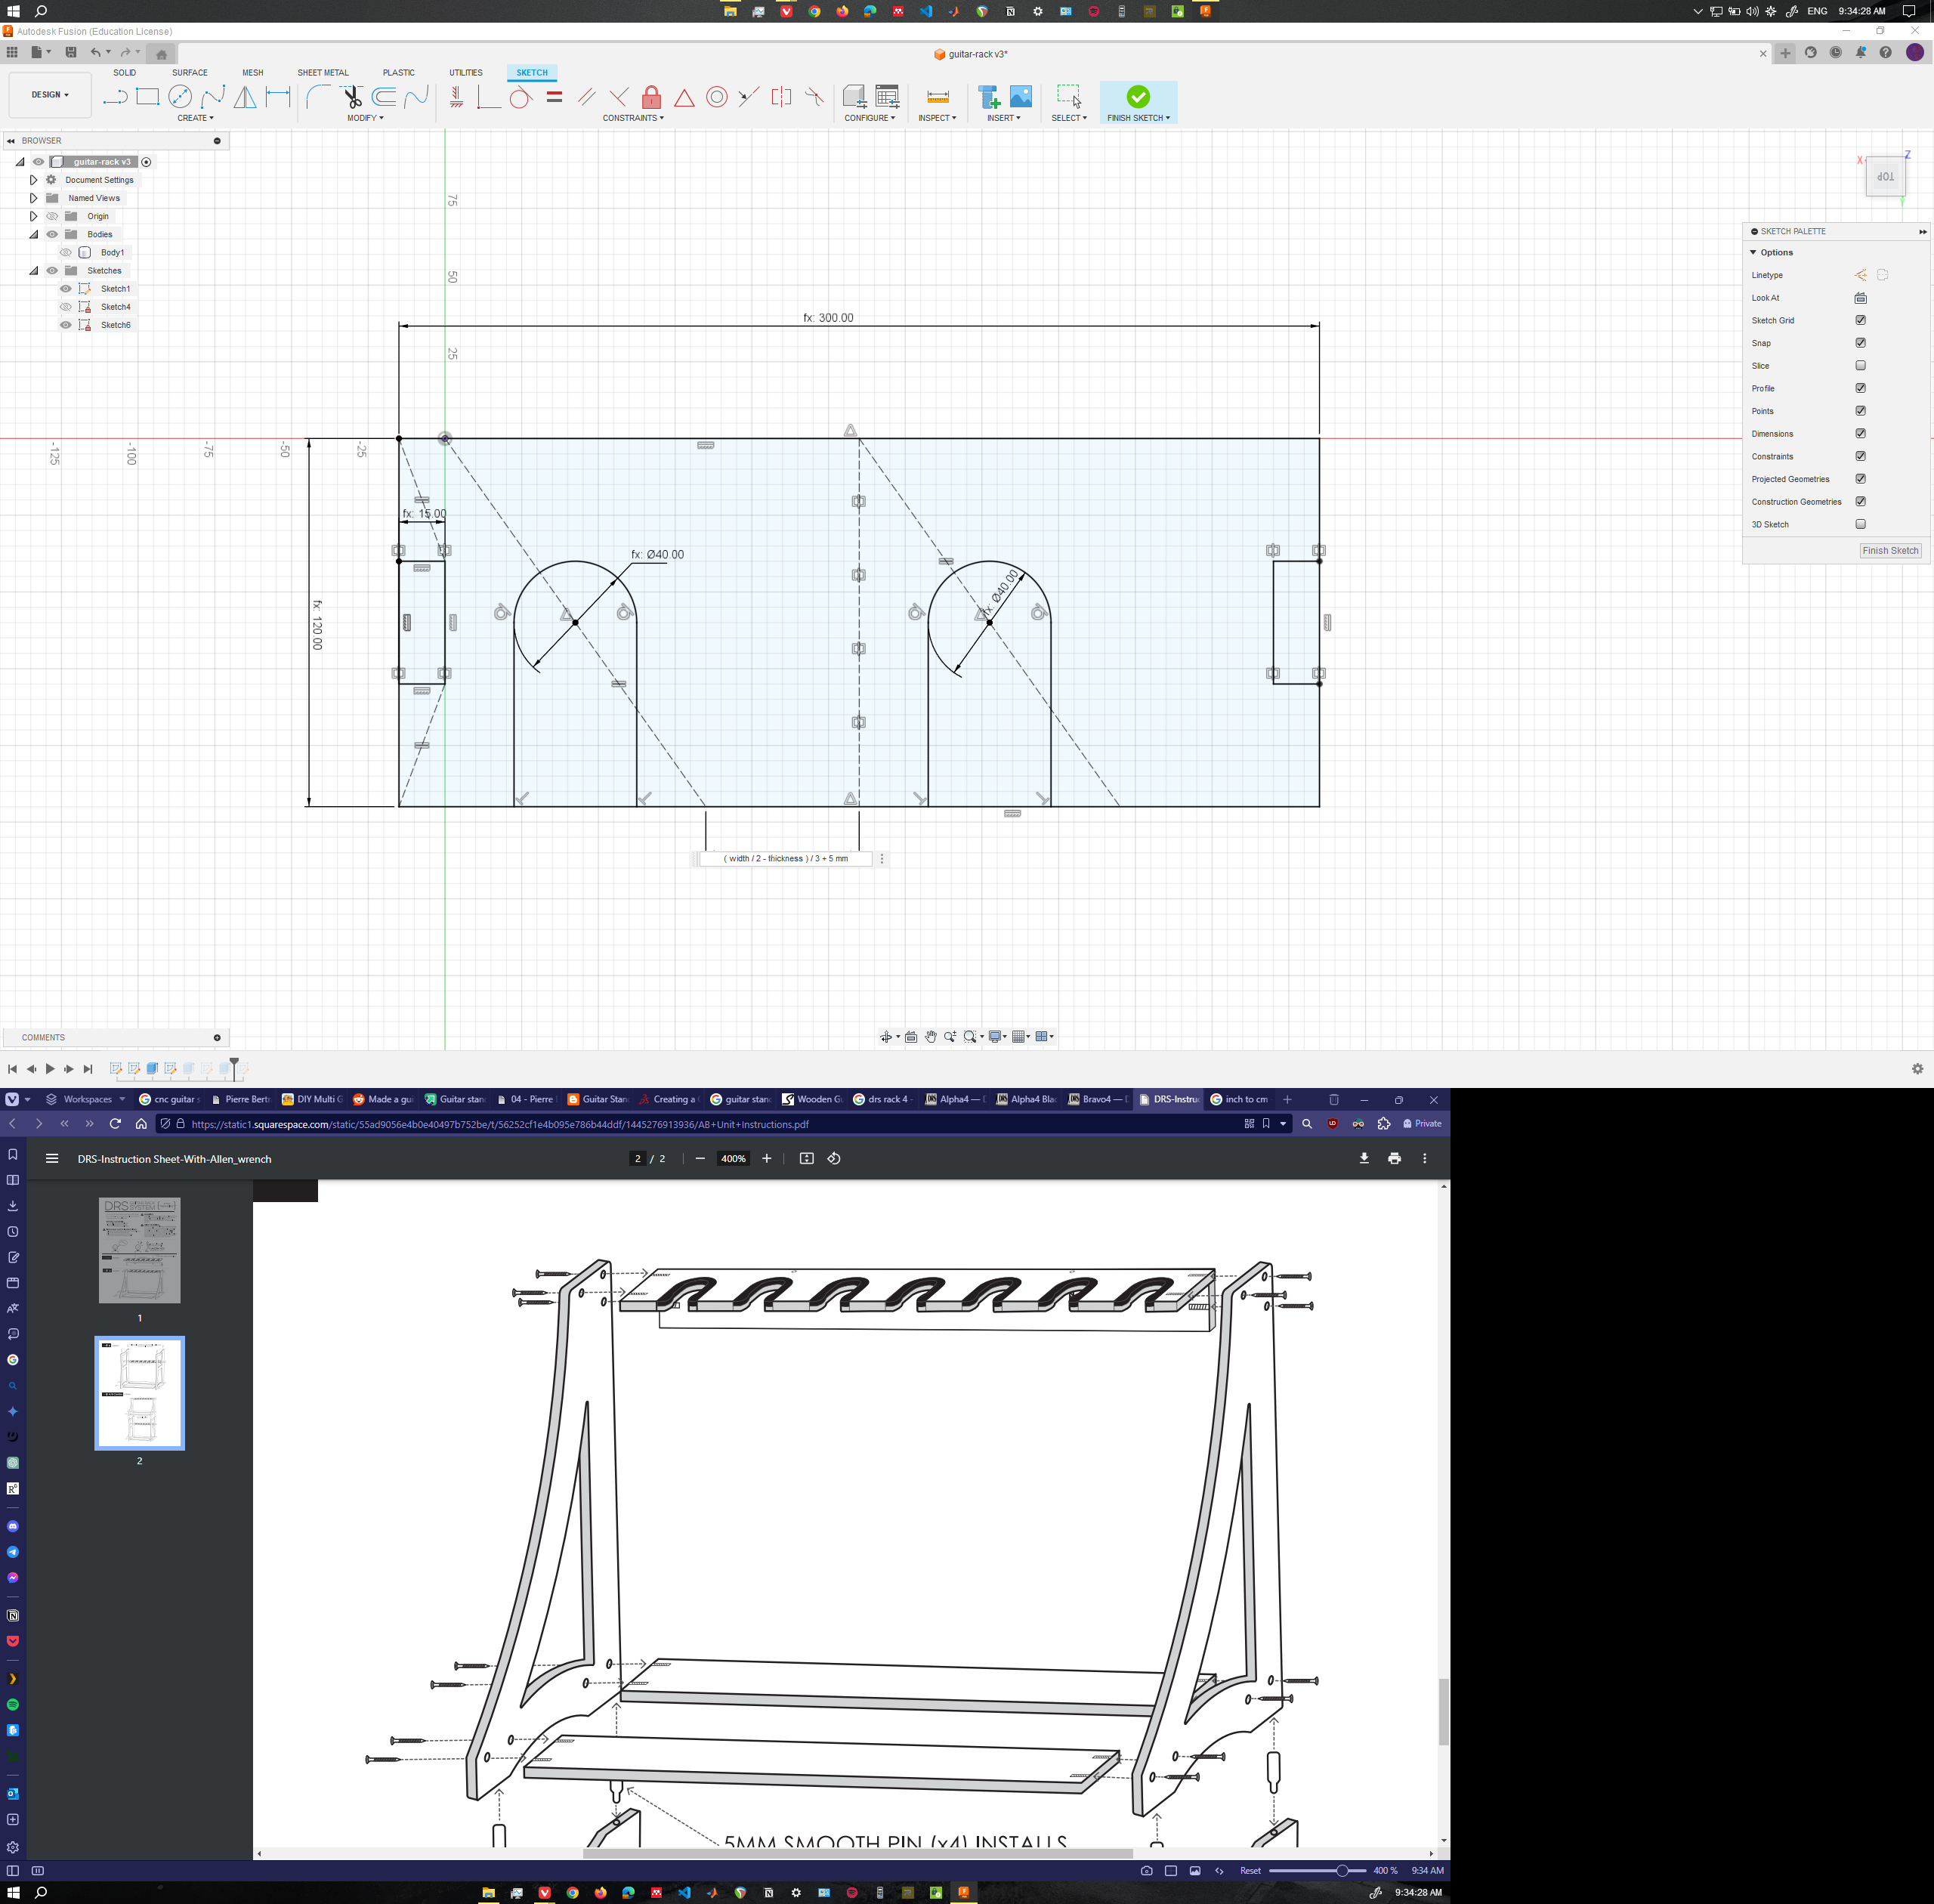 ENG
9:34:28 AM
Autodesk Fusion (Education License)
guitar-rack v3*
SOLID
SURFACE
MESH
SHEET METAL
PLASTIC
UTILITIES
SKETCH
DESIGN
CREATE
MODIFY
CONSTRAINTS
CONFIGURE
INSPECT
INSERT
SELECT
FINISH SKETCH
BROWSER
guitar-rack v3
Document Settings
Named Views
Origin
Bodies
Body1
Sketches
Sketch1
Sketch4
Sketch6
75
50
25
-125
-100
-75
-50
-25
X
Z
TOP
Y
SKETCH PALETTE
Options
Linetype
Look At
Sketch Grid
Snap
Slice
Profile
Points
Dimensions
Constraints
Projected Geometries
Construction Geometries
3D Sketch
Finish Sketch
fx: 300.00
fx: 15.00
fx: Ø40.00
fx: Ø40.00
fx: 120.00
( width / 2 - thickness ) / 3 + 5 mm
COMMENTS
Workspaces
cnc guitar s
Pierre Bert
DIY Multi G
Made a gui
Guitar stan
04 - Pierre
Guitar Stan
Creating a
guitar stan
Wooden Gu
drs rack 4 -
Alpha4 —
Alpha4 Bla
Bravo4 —
DRS-Instruc
inch to cm
https://static1.squarespace.com/static/55ad9056e4b0e40497b752be/t/56252cf1e4b095e786b44ddf/1445276913936/AB+Unit+Instructions.pdf
Private
DRS-Instruction Sheet-With-Allen_wrench
2 / 2
400%
DRS
1
2
5MM SMOOTH PIN (x4) INSTALLS
Reset
400 %
9:34 AM
9:34:28 AM